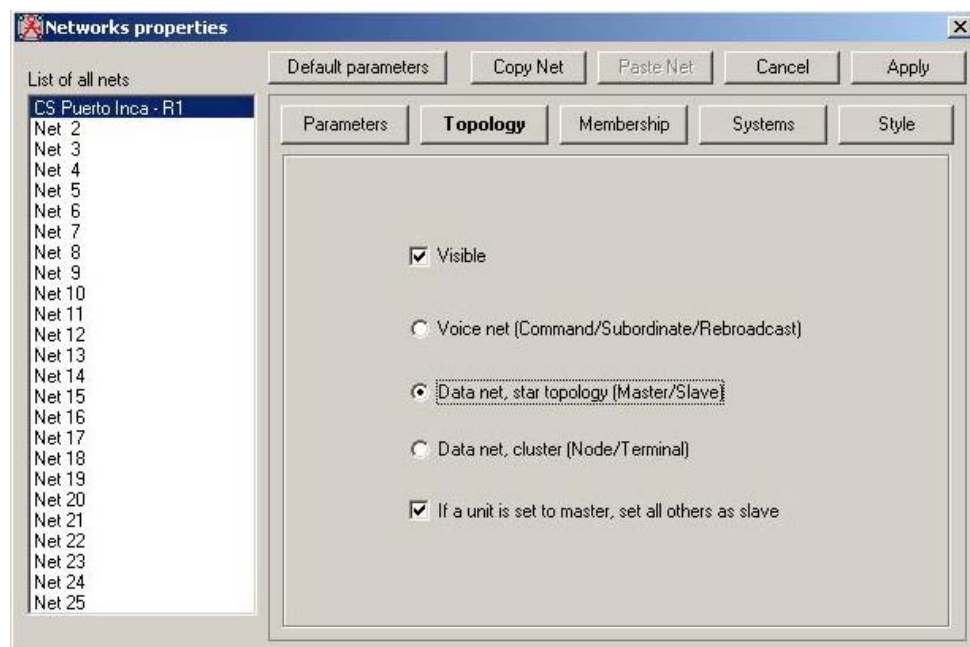 Networks properties
List of all nets
Default parameters Copy Net Paste Net Cancel Apply
CS Puerto Inca - R1
Net 2
Net 3
Net 4
Net 5
Net 6
Net 7
Net 8
Net 9
Net 10
Net 11
Net 12
Net 13
Net 14
Net 15
Net 16
Net 17
Net 18
Net 19
Net 20
Net 21
Net 22
Net 23
Net 24
Net 25
Parameters Topology Membership Systems Style
Visible
Voice net (Command/Subordinate/Rebroadcast)
Data net, star topology (Master/Slave)
Data net, cluster (Node/Terminal)
If a unit is set to master, set all others as slave